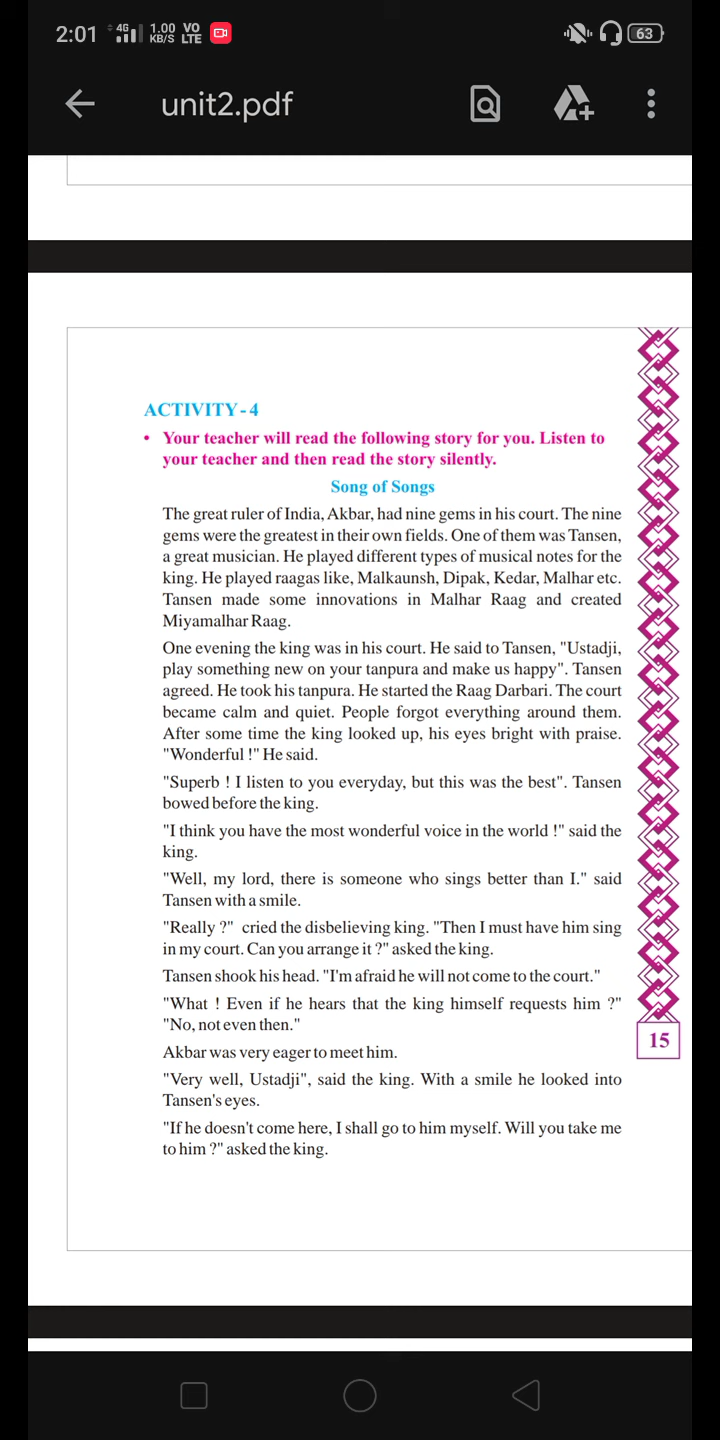 2:01 4G 1.00 KB/S VO LTE 63
unit2.pdf
ACTIVITY - 4
• Your teacher will read the following story for you. Listen to
your teacher and then read the story silently.
Song of Songs
The great ruler of India, Akbar, had nine gems in his court. The nine
gems were the greatest in their own fields. One of them was Tansen,
a great musician. He played different types of musical notes for the
king. He played raagas like, Malkaunsh, Dipak, Kedar, Malhar etc.
Tansen made some innovations in Malhar Raag and created
Miyamalhar Raag.
One evening the king was in his court. He said to Tansen, "Ustadji,
play something new on your tanpura and make us happy". Tansen
agreed. He took his tanpura. He started the Raag Darbari. The court
became calm and quiet. People forgot everything around them.
After some time the king looked up, his eyes bright with praise.
"Wonderful !" He said.
"Superb ! I listen to you everyday, but this was the best". Tansen
bowed before the king.
"I think you have the most wonderful voice in the world !" said the
king.
"Well, my lord, there is someone who sings better than I." said
Tansen with a smile.
"Really ?" cried the disbelieving king. "Then I must have him sing
in my court. Can you arrange it ?" asked the king.
Tansen shook his head. "I'm afraid he will not come to the court."
"What ! Even if he hears that the king himself requests him ?"
"No, not even then."
Akbar was very eager to meet him.
"Very well, Ustadji", said the king. With a smile he looked into
Tansen's eyes.
"If he doesn't come here, I shall go to him myself. Will you take me
to him ?" asked the king.
15